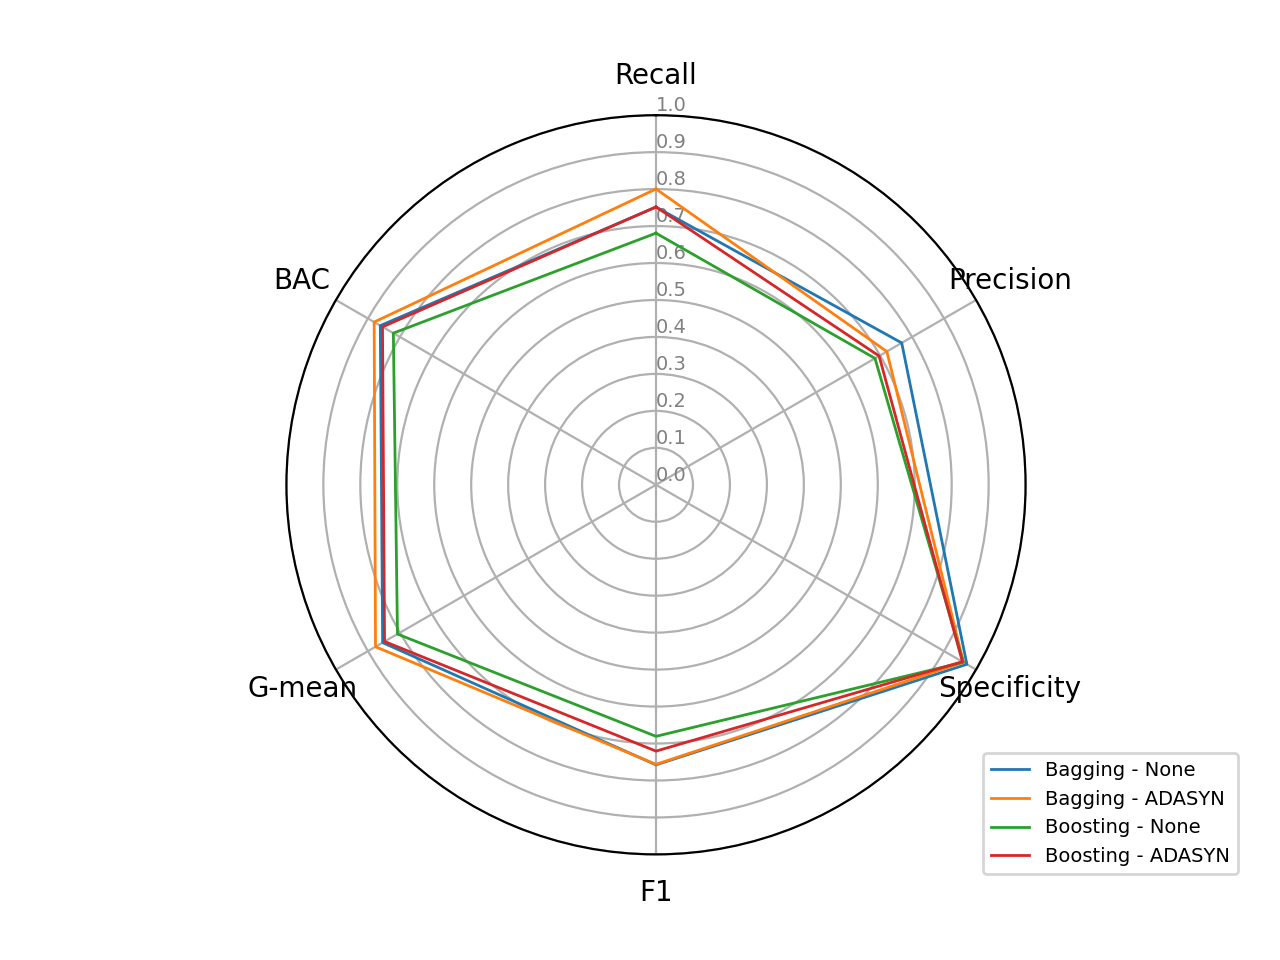 Recall
1.0
0.9
0.8
0.7
0.6
0.5
0.4
0.3
0.2
0.1
0.0
BAC
Precision
G-mean
Specificity
F1
Bagging - None
Bagging - ADASYN
Boosting - None
Boosting - ADASYN